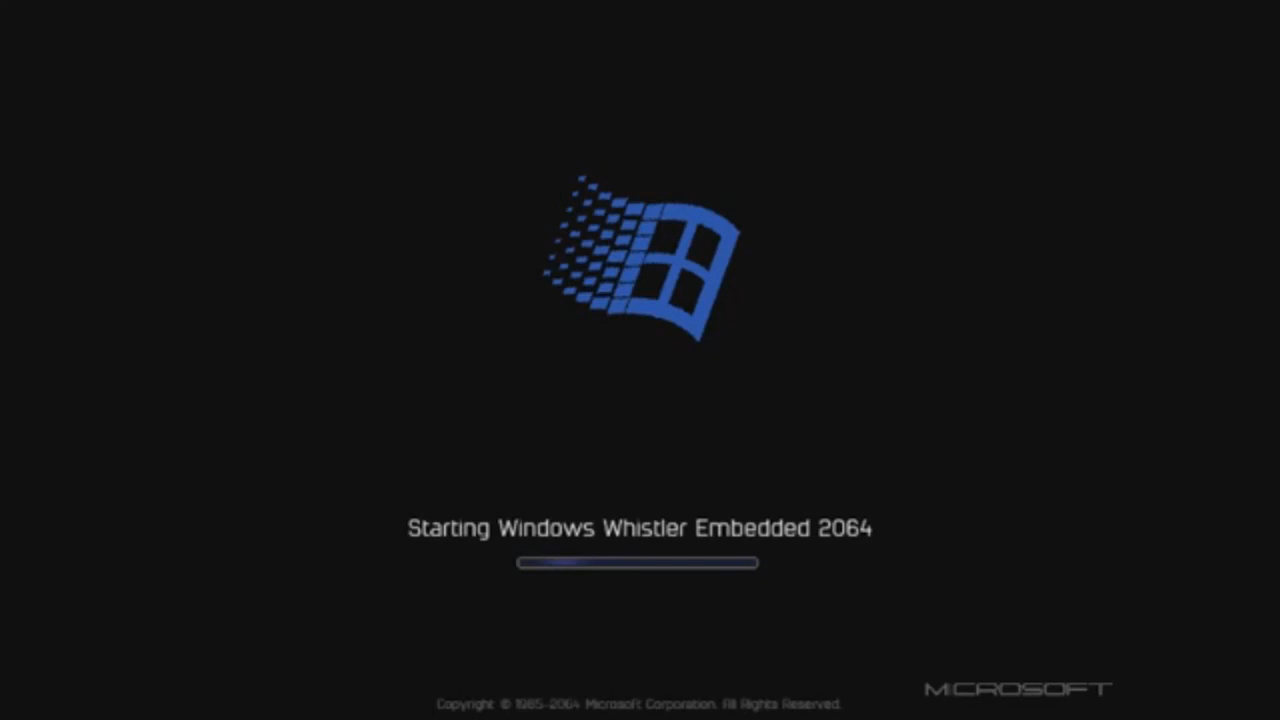 Starting Windows Whistler Embedded 2064
MICROSOFT
Copyright © 1985-2064 Microsoft Corporation. All Rights Reserved.